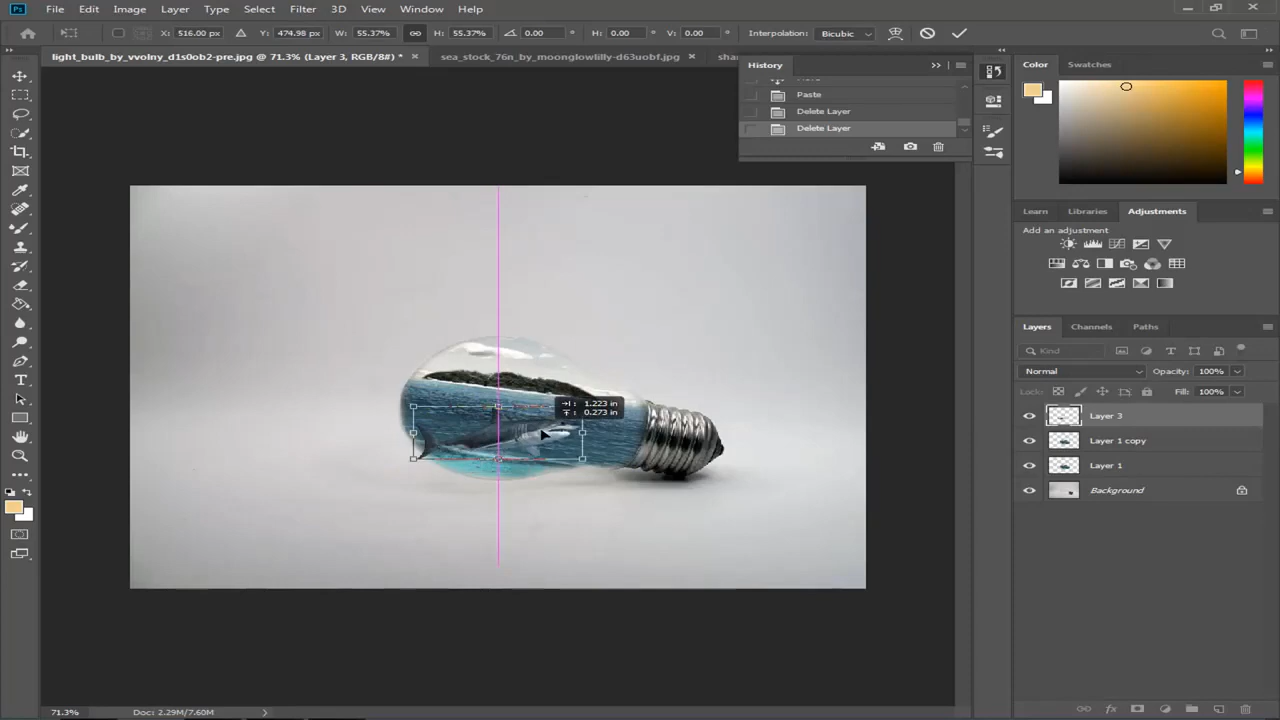 Ps File Edit Image Layer Type Select Filter 3D View Window Help
X: 516.00 px Y: 474.98 px W: 55.37% H: 55.37% 0.00 ° H: 0.00 ° V: 0.00 ° Interpolation: Bicubic
light_bulb_by_vvolny_d1s0ob2-pre.jpg @ 71.3% (Layer 3, RGB/8#) * × sea_stock_76n_by_moonglowlilly-d63uobf.jpg ×
History
Paste
Delete Layer
Delete Layer
Color Swatches
Learn Libraries Adjustments
Add an adjustment
Layers Channels Paths
Kind
Normal Opacity: 100%
Lock: Fill: 100%
Layer 3
Layer 1 copy
Layer 1
Background
1.223 in
0.273 in
71.3% Doc: 2.29M/7.60M